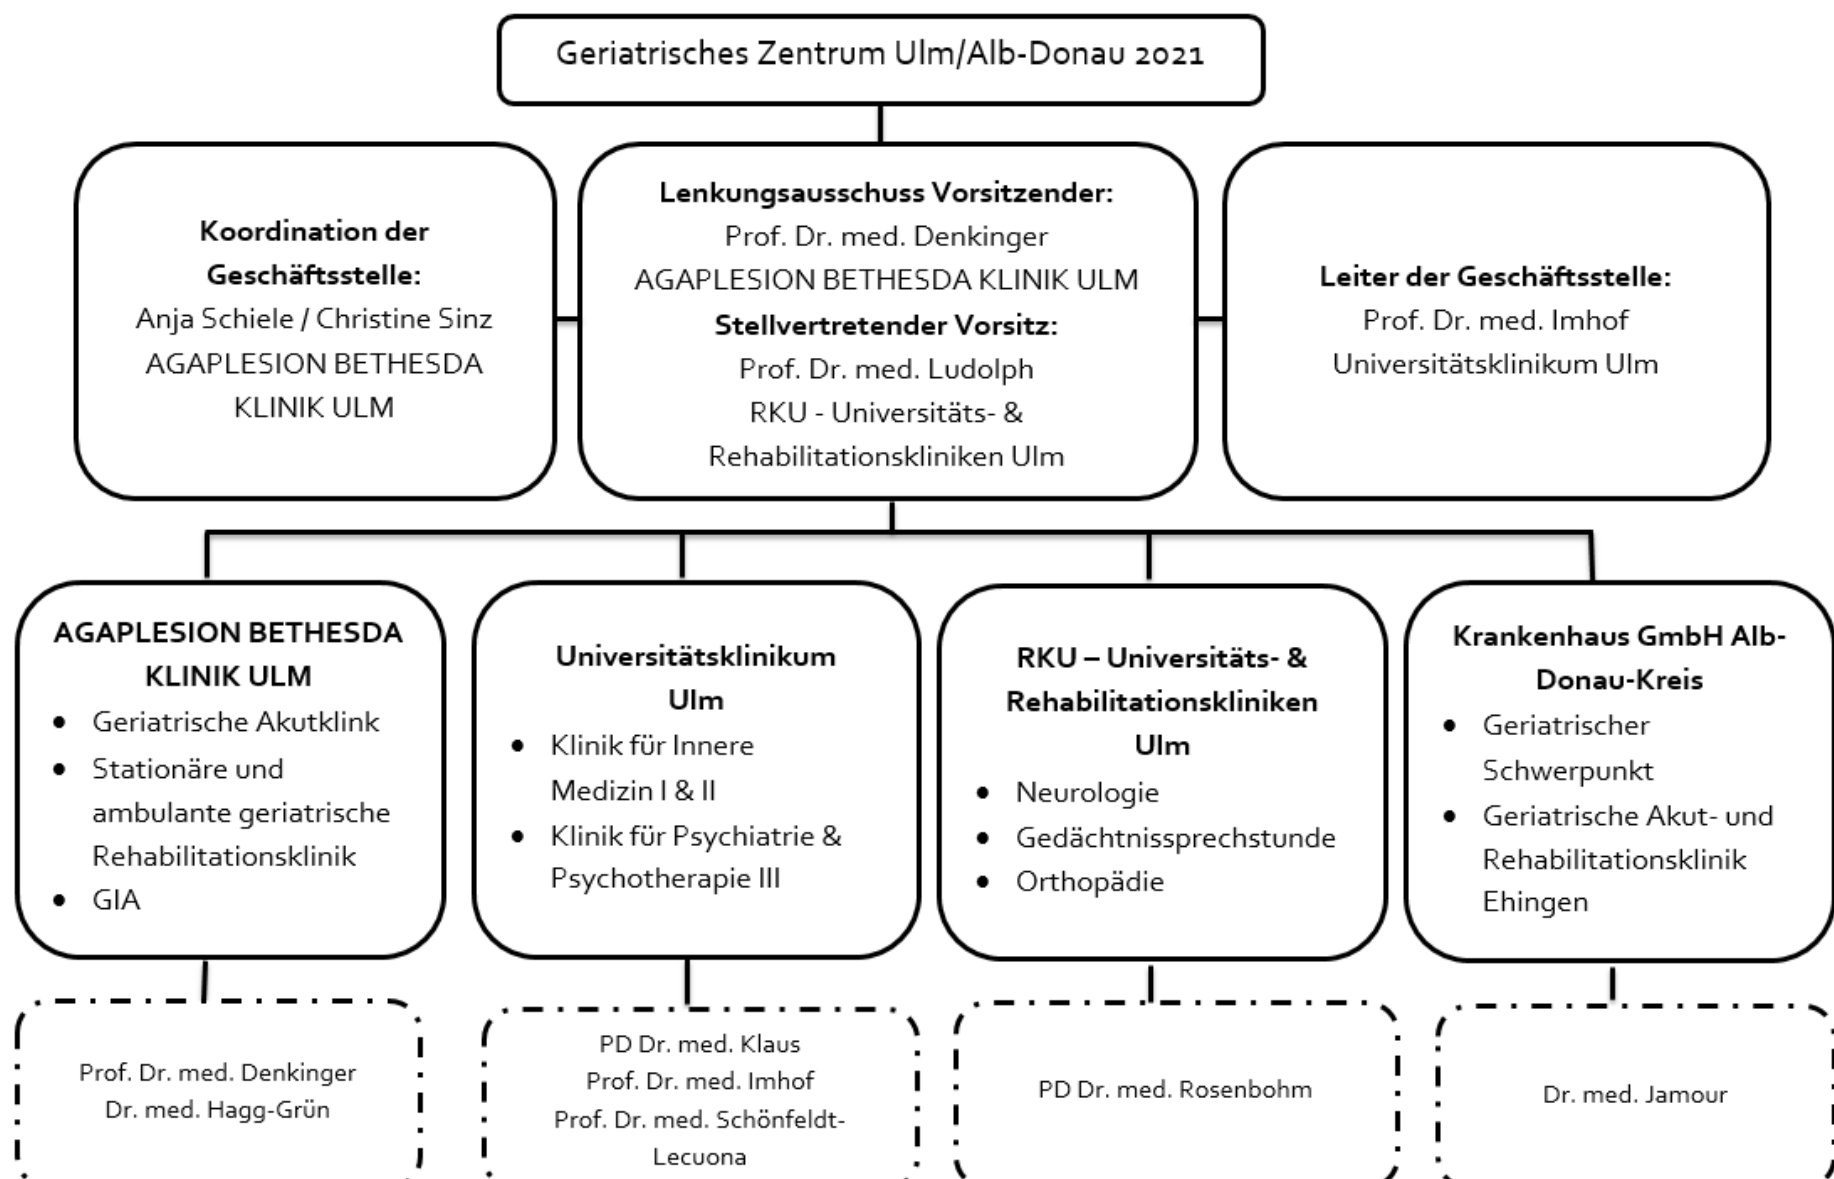 Geriatrisches Zentrum Ulm/Alb-Donau 2021
Koordination der
Geschäftsstelle:
Anja Schiele / Christine Sinz
AGAPLESION BETHESDA
KLINIK ULM
Lenkungsausschuss Vorsitzender:
Prof. Dr. med. Denkinger
AGAPLESION BETHESDA KLINIK ULM
Stellvertretender Vorsitz:
Prof. Dr. med. Ludolph
RKU - Universitäts- &
Rehabilitationskliniken Ulm
Leiter der Geschäftsstelle:
Prof. Dr. med. Imhof
Universitätsklinikum Ulm
AGAPLESION BETHESDA
KLINIK ULM
• Geriatrische Akutklink
• Stationäre und
ambulante geriatrische
Rehabilitationsklinik
• GIA
Universitätsklinikum
Ulm
• Klinik für Innere
Medizin I & II
• Klinik für Psychiatrie &
Psychotherapie III
RKU – Universitäts- &
Rehabilitationskliniken
Ulm
• Neurologie
• Gedächtnissprechstunde
• Orthopädie
Krankenhaus GmbH Alb-
Donau-Kreis
• Geriatrischer
Schwerpunkt
• Geriatrische Akut- und
Rehabilitationsklinik
Ehingen
Prof. Dr. med. Denkinger
Dr. med. Hagg-Grün
PD Dr. med. Klaus
Prof. Dr. med. Imhof
Prof. Dr. med. Schönfeldt-
Lecuona
PD Dr. med. Rosenbohm
Dr. med. Jamour